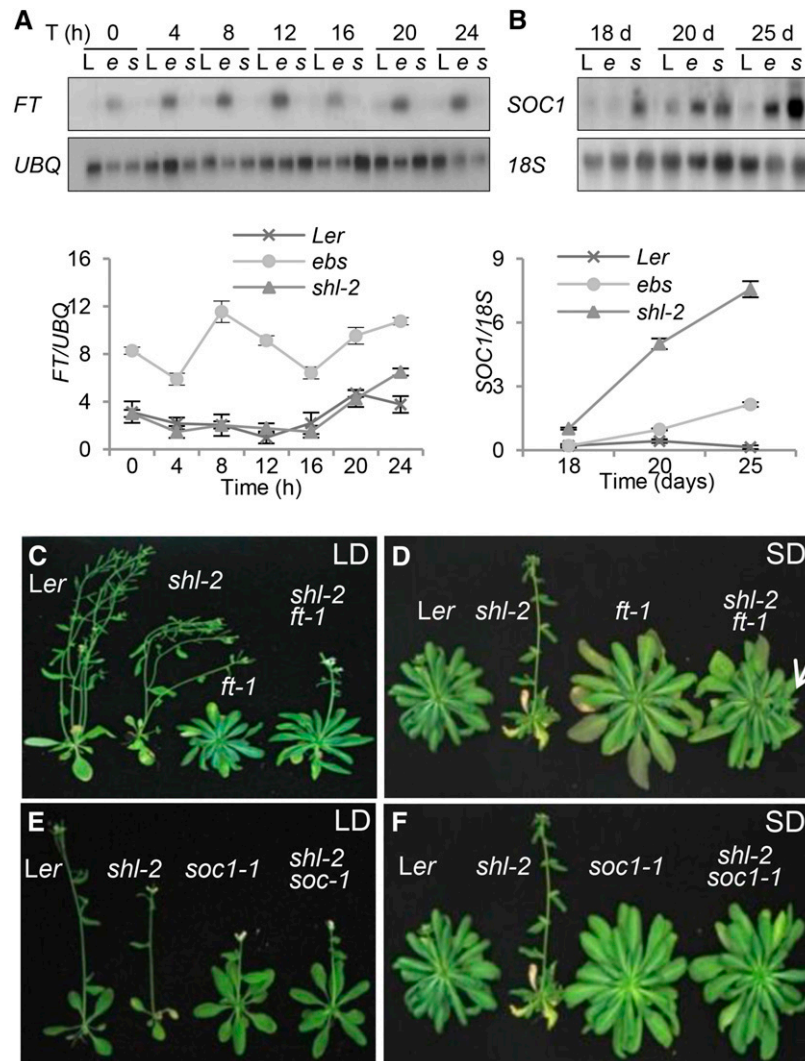 A
T (h) 0 4 8 12 16 20 24
L e s L e s L e s L e s L e s L e s L e s
FT
UBQ
Ler
ebs
shl-2
16
12
8
4
0
FT/UBQ
0 4 8 12 16 20 24
Time (h)
B
18 d 20 d 25 d
L e s L e s L e s
SOC1
18S
Ler
ebs
shl-2
9
6
3
0
SOC1/18S
18 20 25
Time (days)
C LD
Ler shl-2 ft-1 shl-2
ft-1
D SD
Ler shl-2 ft-1 shl-2
ft-1
E LD
Ler shl-2 soc1-1 shl-2
soc-1
F SD
Ler shl-2 soc1-1 shl-2
soc1-1